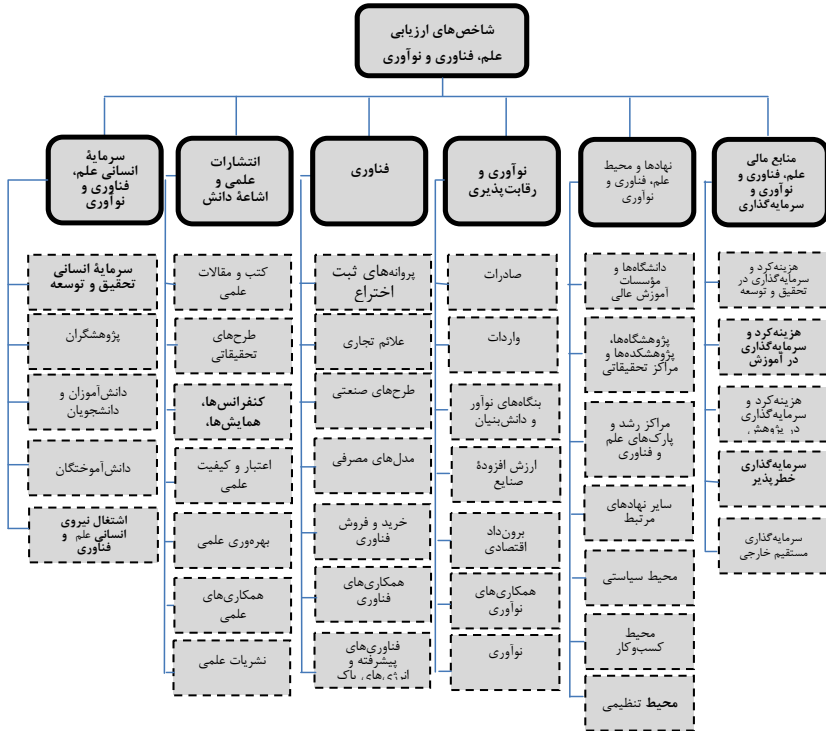 شاخص‌های ارزیابی
علم، فناوری و نوآوری
منابع مالی
علم، فناوری و
نوآوری و
سرمایه‌گذاری
هزینه‌کرد و
سرمایه‌گذاری در
تحقیق و توسعه
هزینه‌کرد و
سرمایه‌گذاری
در آموزش
هزینه‌کرد و
سرمایه‌گذاری
در پژوهش
سرمایه‌گذاری
خطرپذیر
سرمایه‌گذاری
مستقیم خارجی
نهادها و محیط
علم، فناوری و
نوآوری
دانشگاه‌ها و
مؤسسات
آموزش عالی
پژوهشگاه‌ها،
پژوهشکده‌ها و
مراکز تحقیقاتی
مراکز رشد و
پارک‌های علم
و فناوری
سایر نهادهای
مرتبط
محیط سیاستی
محیط
کسب‌وکار
محیط تنظیمی
نوآوری و
رقابت‌پذیری
صادرات
واردات
بنگاه‌های نوآور
و دانش‌بنیان
ارزش افزودهٔ
صنایع
برون‌داد
اقتصادی
همکاری‌های
نوآوری
نوآوری
فناوری
پروانه‌های ثبت
اختراع
علائم تجاری
طرح‌های صنعتی
مدل‌های مصرفی
خرید و فروش
فناوری
همکاری‌های
فناوری
فناوری‌های
پیشرفته و
انرژی‌های پاک
انتشارات
علمی و
اشاعهٔ دانش
کتب و مقالات
علمی
طرح‌های
تحقیقاتی
کنفرانس‌ها،
همایش‌ها،
اعتبار و کیفیت
علمی
بهره‌وری علمی
همکاری‌های
علمی
نشریات علمی
سرمایهٔ
انسانی علم،
فناوری و
نوآوری
سرمایهٔ انسانی
تحقیق و توسعه
پژوهشگران
دانش‌آموزان و
دانشجویان
دانش‌آموختگان
اشتغال نیروی
انسانی علم و
فناوری